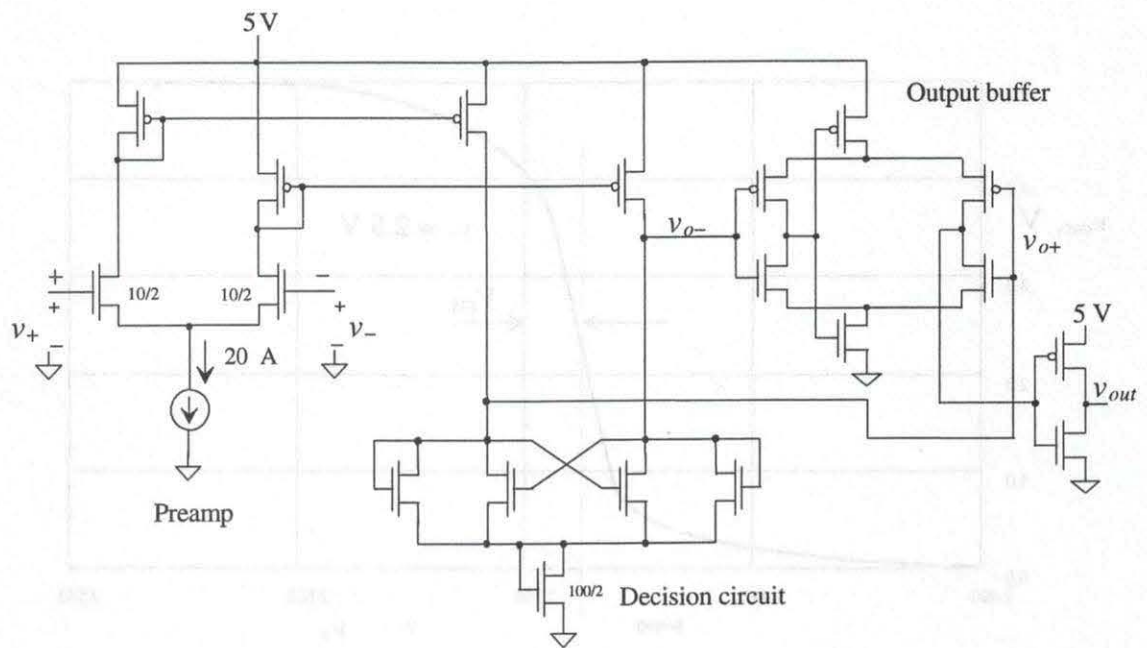 5 V
Output buffer
v_{o-}
v_{o+}
+
+
10/2
10/2
-
+
v_+
-
20 A
-
v_-
5 V
v_{out}
Preamp
100/2
Decision circuit